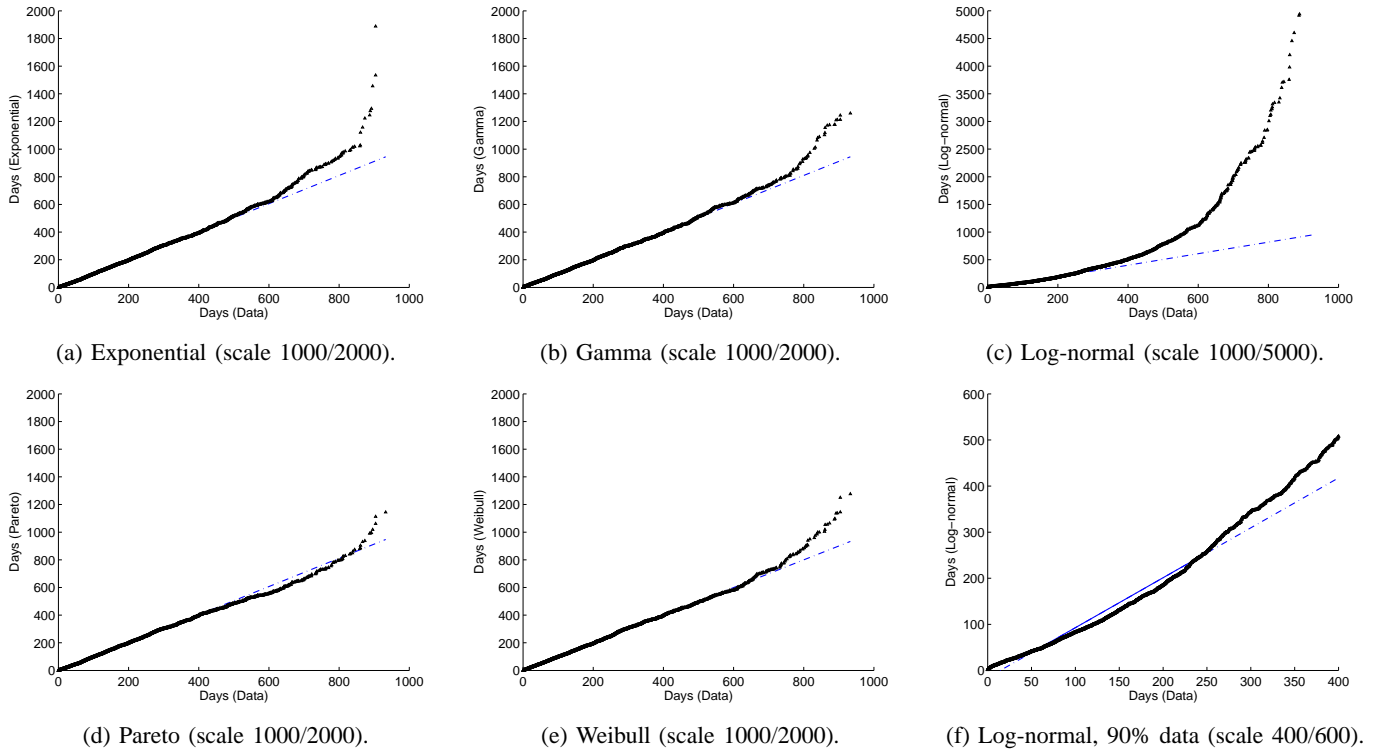 2000
1800
1600
1400
1200
1000
800
600
400
200
0
Days (Exponential)
0 200 400 600 800 1000
Days (Data)
(a) Exponential (scale 1000/2000).
2000
1800
1600
1400
1200
1000
800
600
400
200
0
Days (Gamma)
0 200 400 600 800 1000
Days (Data)
(b) Gamma (scale 1000/2000).
5000
4500
4000
3500
3000
2500
2000
1500
1000
500
0
Days (Log−normal)
0 200 400 600 800 1000
Days (Data)
(c) Log-normal (scale 1000/5000).
2000
1800
1600
1400
1200
1000
800
600
400
200
0
Days (Pareto)
0 200 400 600 800 1000
Days (Data)
(d) Pareto (scale 1000/2000).
2000
1800
1600
1400
1200
1000
800
600
400
200
0
Days (Weibull)
0 200 400 600 800 1000
Days (Data)
(e) Weibull (scale 1000/2000).
600
500
400
300
200
100
0
Days (Log−normal)
0 50 100 150 200 250 300 350 400
Days (Data)
(f) Log-normal, 90% data (scale 400/600).